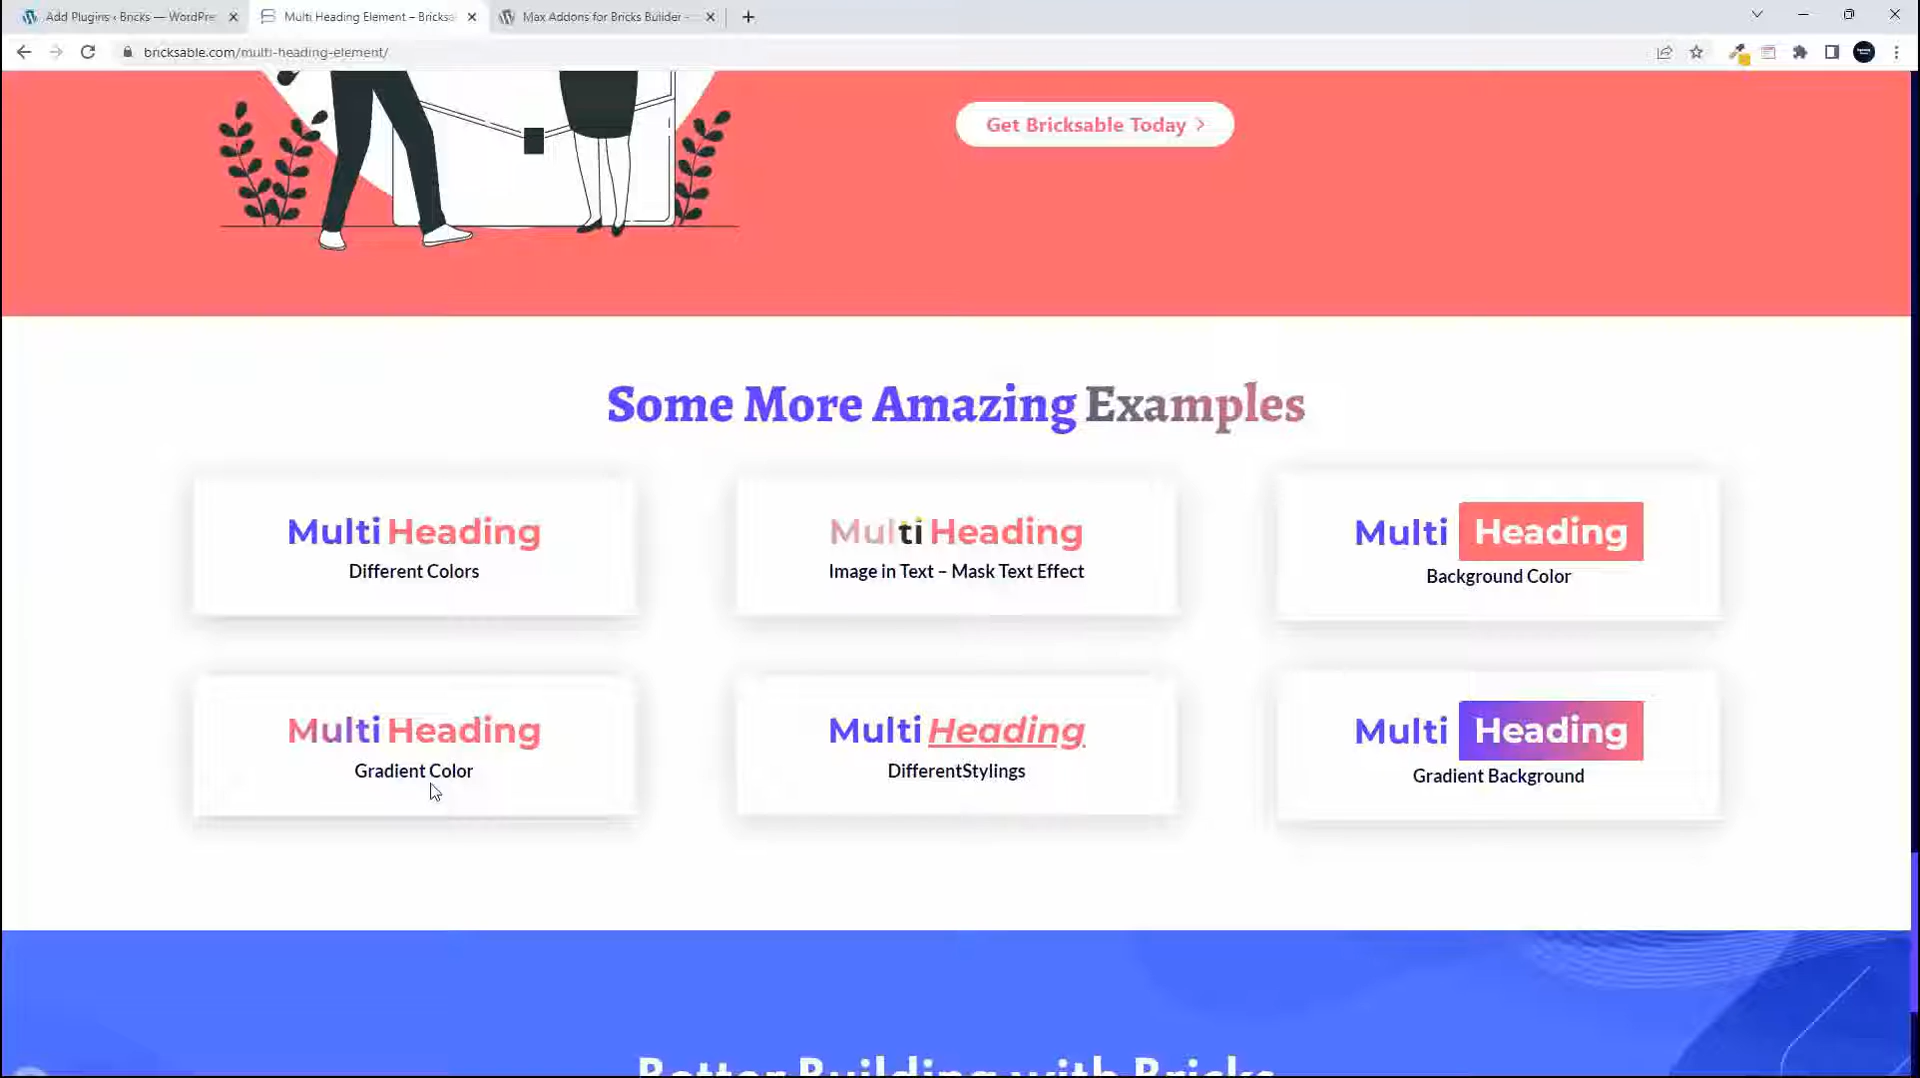 Add Plugins ‹ Bricks — WordPre
Multi Heading Element – Bricksa
Max Addons for Bricks Builder –
bricksable.com/multi-heading-element/
Get Bricksable Today
Some More Amazing Examples
Multi Heading
Different Colors
Multi Heading
Image in Text – Mask Text Effect
Multi Heading
Background Color
Multi Heading
Gradient Color
Multi Heading
DifferentStylings
Multi Heading
Gradient Background
Better Building with Bricks